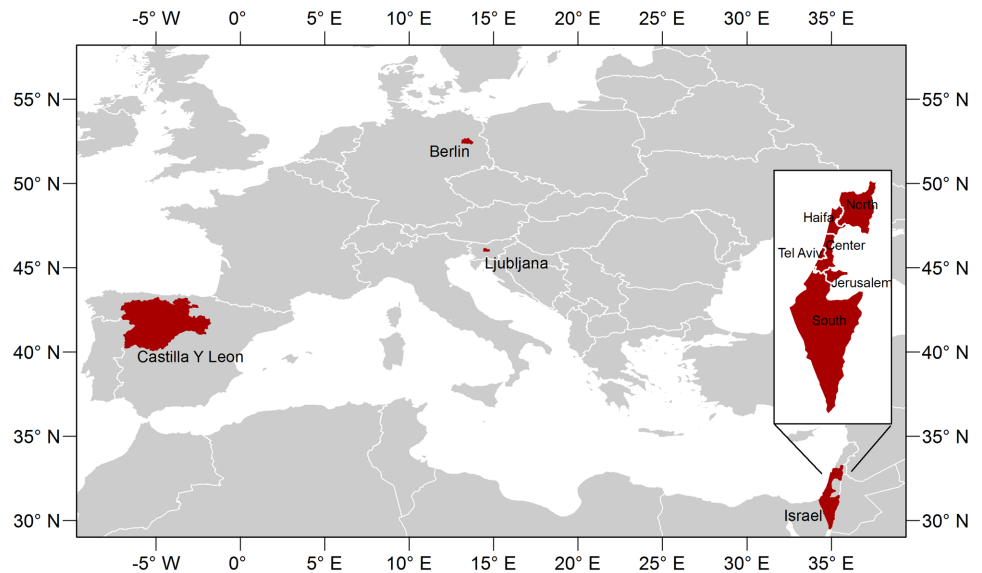 -5° W 0° 5° E 10° E 15° E 20° E 25° E 30° E 35° E
55° N 55° N
Berlin
50° N 50° N
North
Haifa
Center
Tel Aviv
Ljubljana
45° N 45° N
Jerusalem
South
Castilla Y Leon
40° N 40° N
35° N 35° N
Israel
30° N 30° N
-5° W 0° 5° E 10° E 15° E 20° E 25° E 30° E 35° E